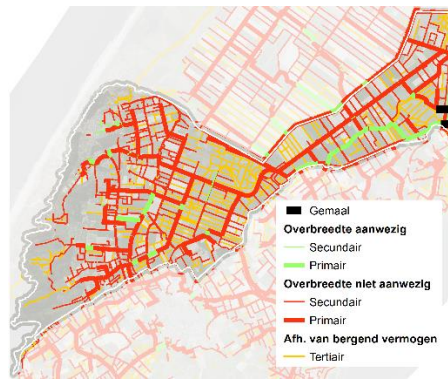 Gemaal
Overbreedte aanwezig
Secundair
Primair
Overbreedte niet aanwezig
Secundair
Primair
Afh. van bergend vermogen
Tertiair